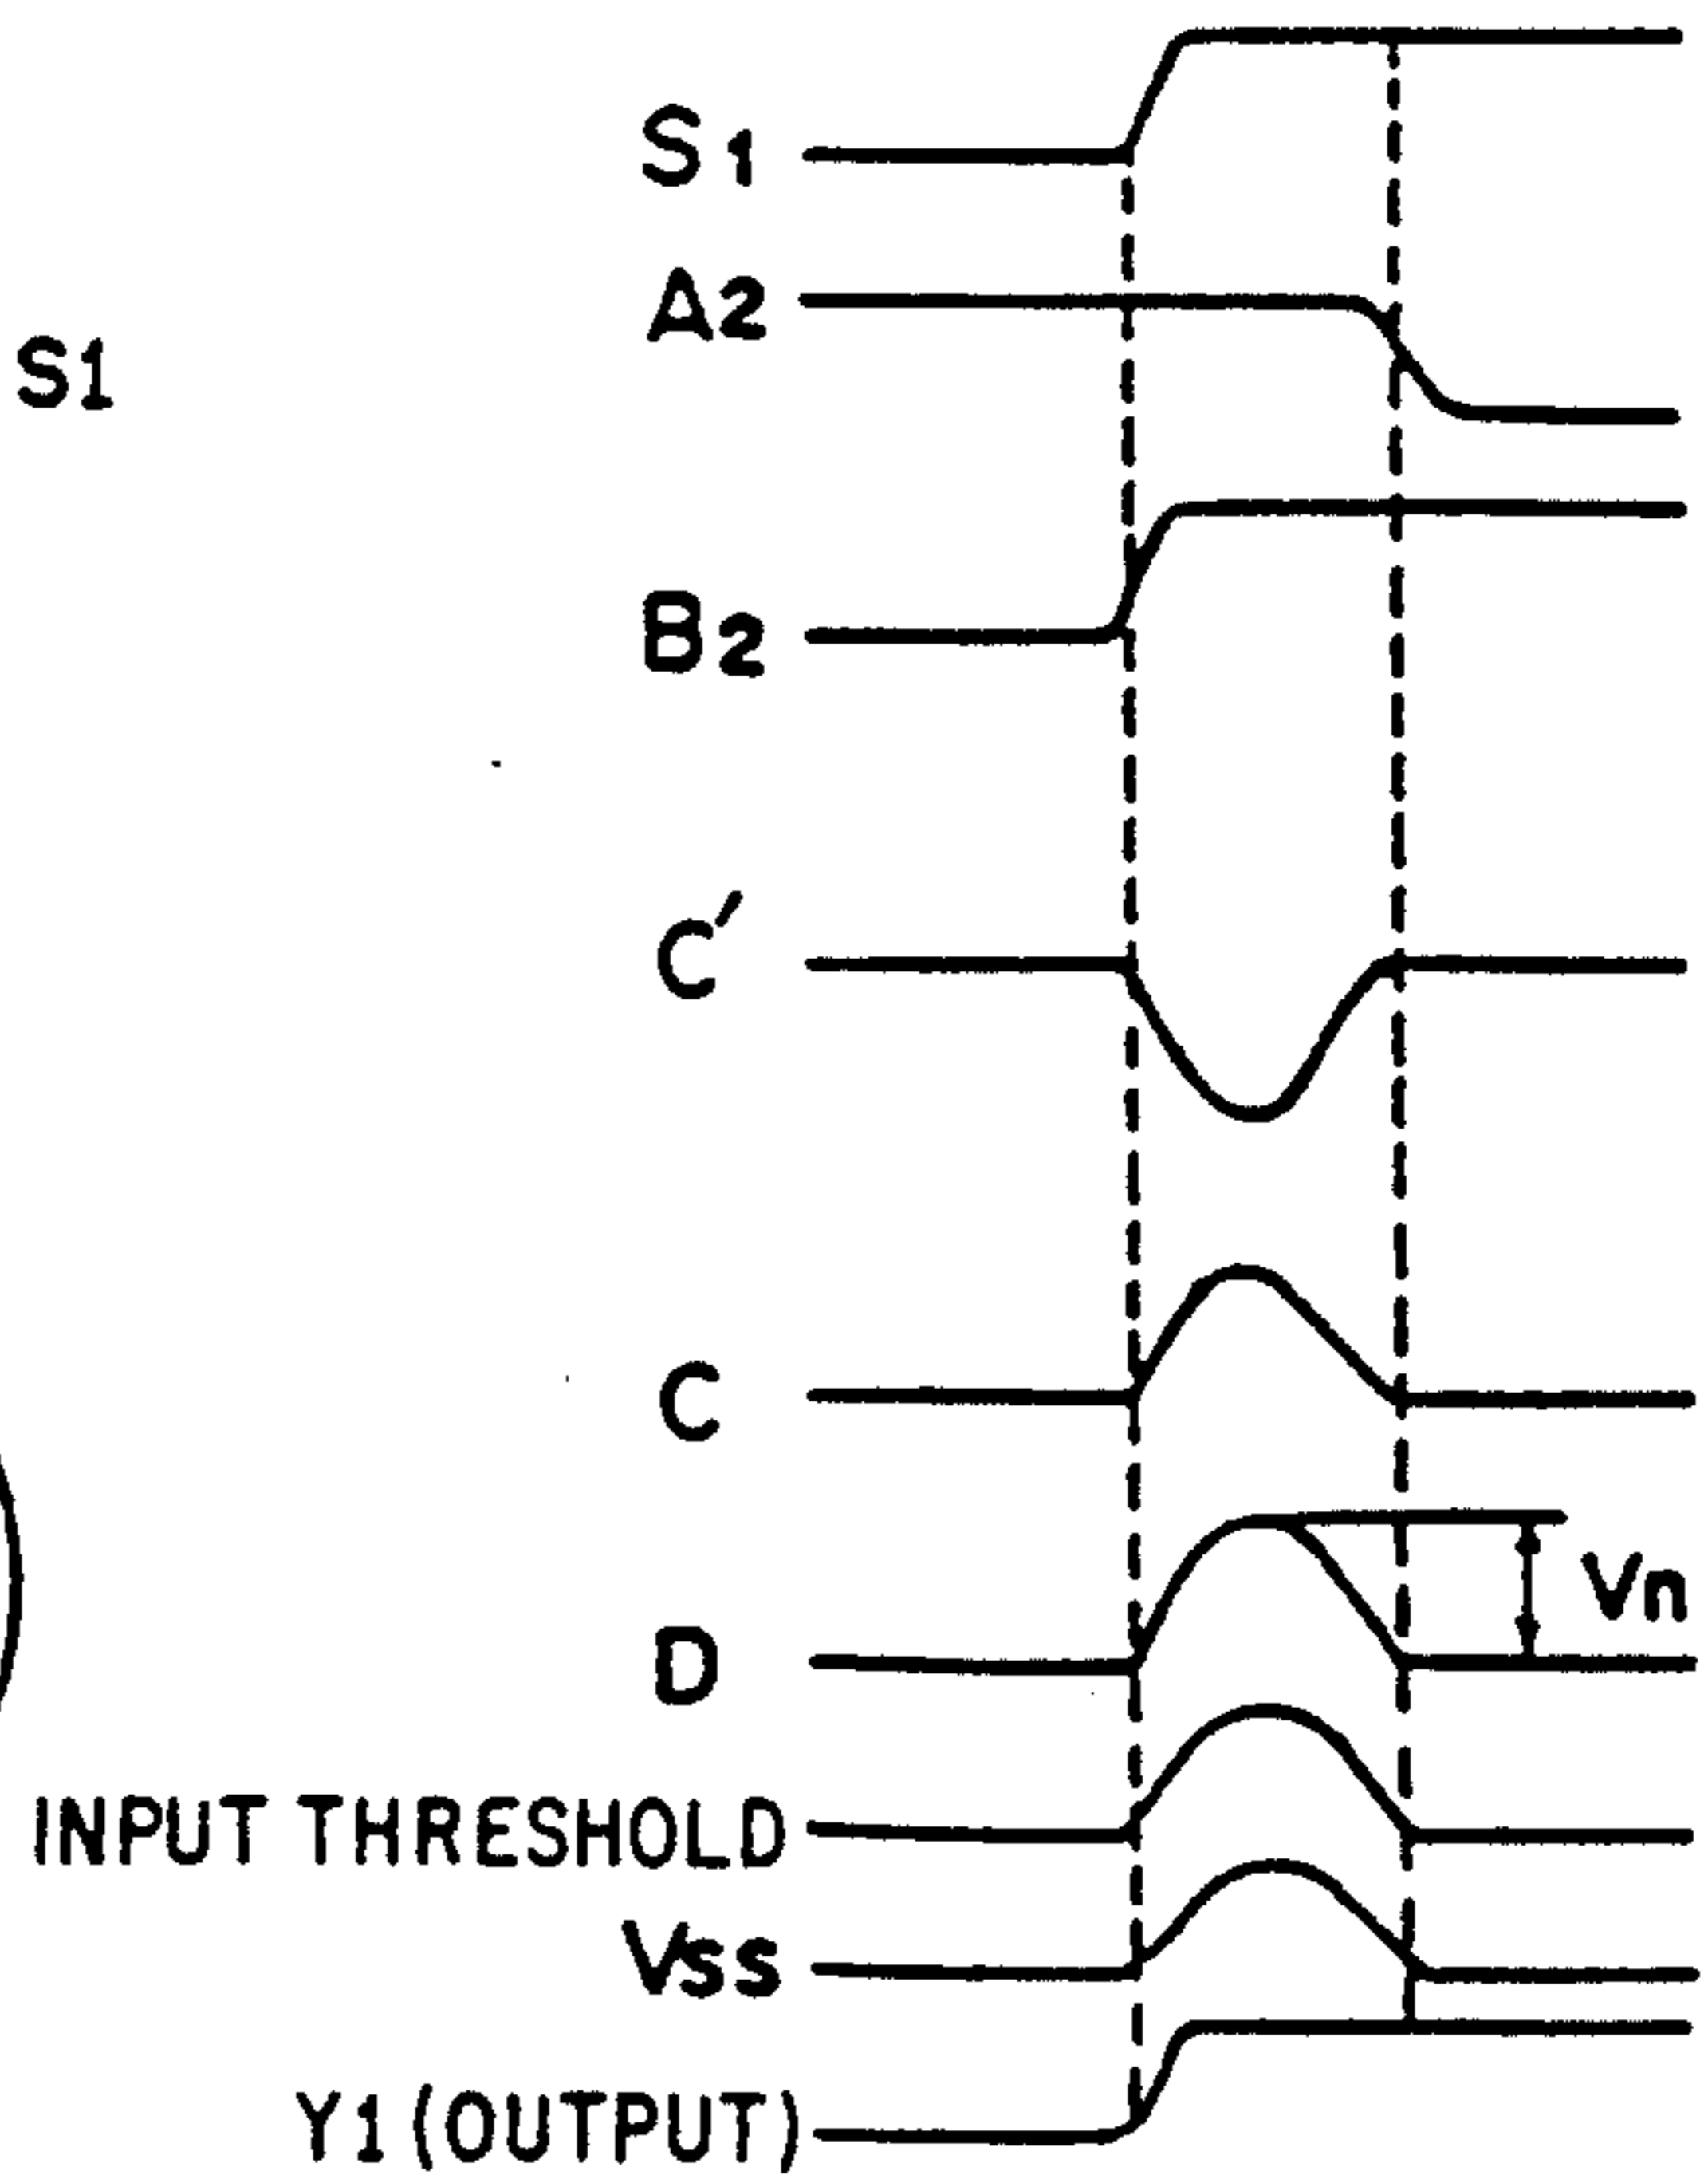 S1
A2
S1
B2
C′
C
D
Vn
INPUT THRESHOLD
Vss
Y1(OUTPUT)